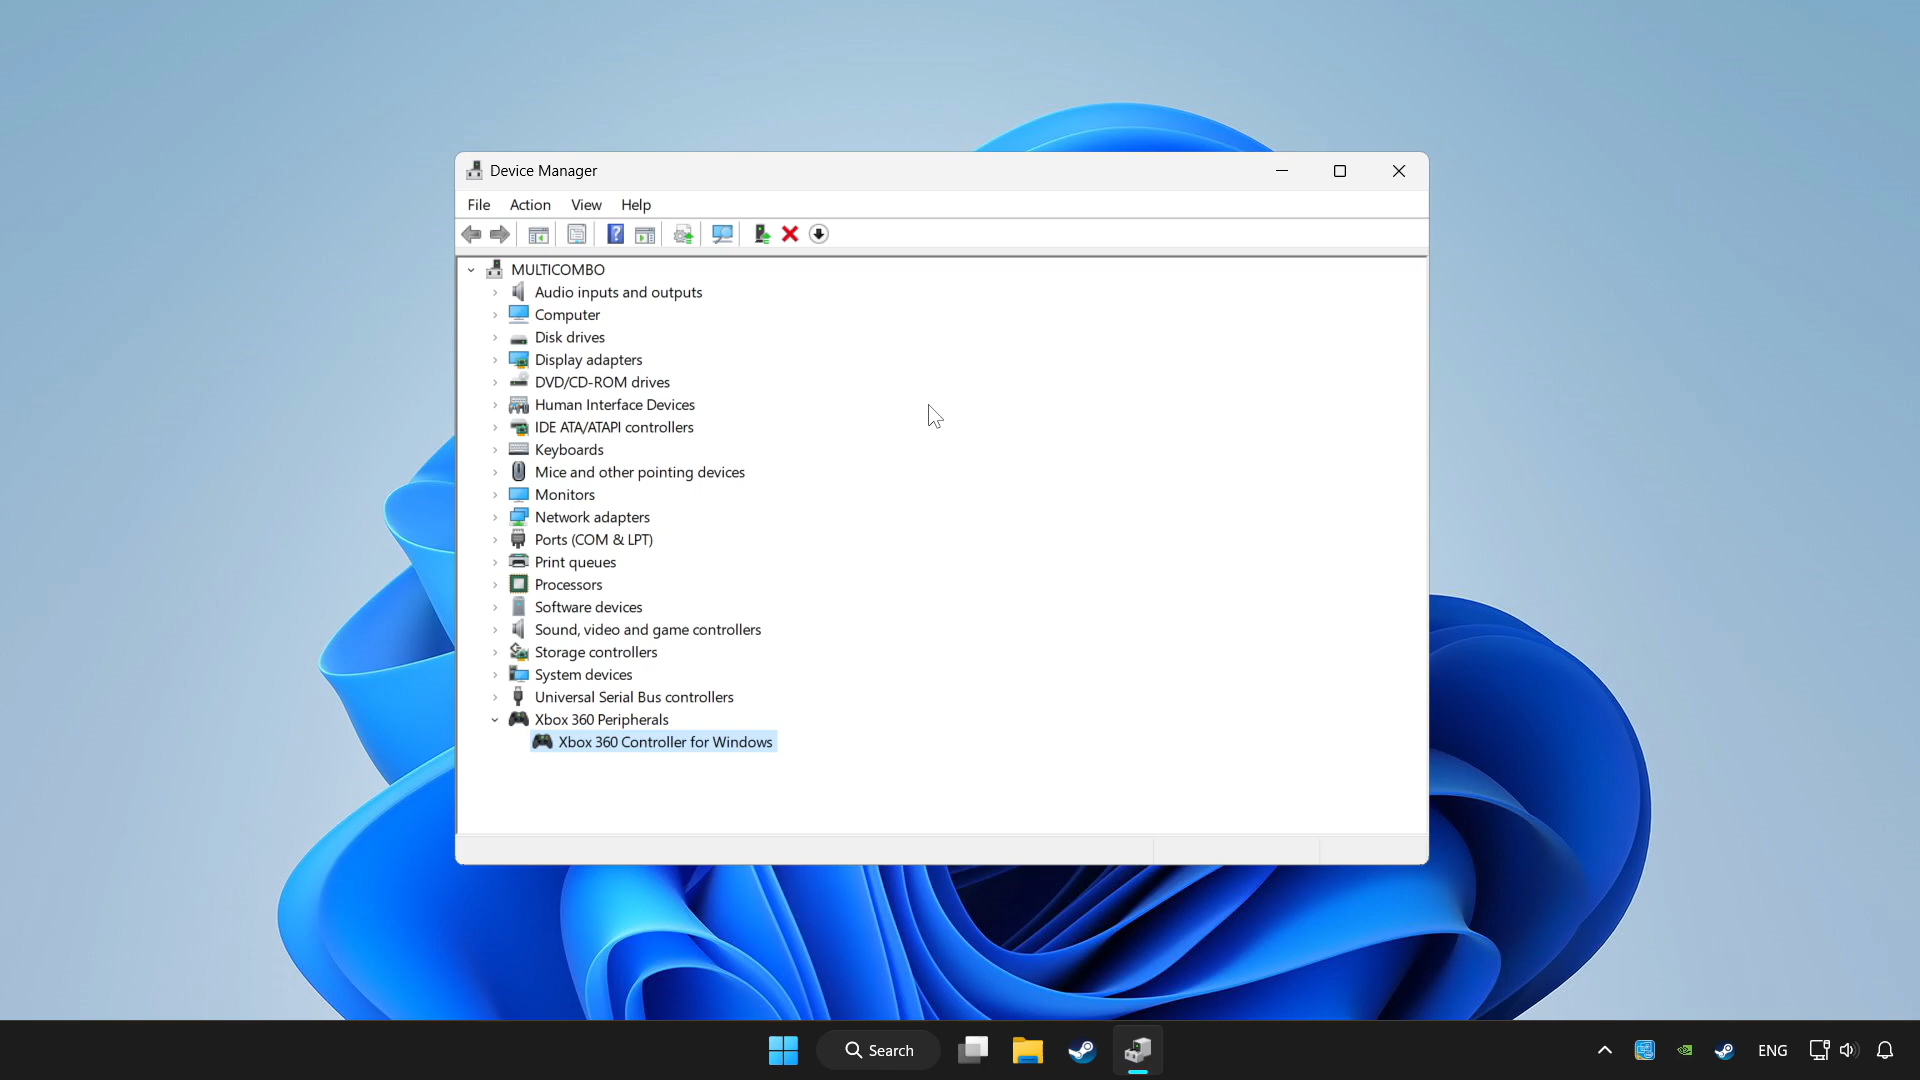 Device Manager
File Action View Help
MULTICOMBO
Audio inputs and outputs
Computer
Disk drives
Display adapters
DVD/CD-ROM drives
Human Interface Devices
IDE ATA/ATAPI controllers
Keyboards
Mice and other pointing devices
Monitors
Network adapters
Ports (COM & LPT)
Print queues
Processors
Software devices
Sound, video and game controllers
Storage controllers
System devices
Universal Serial Bus controllers
Xbox 360 Peripherals
Xbox 360 Controller for Windows
Search
ENG